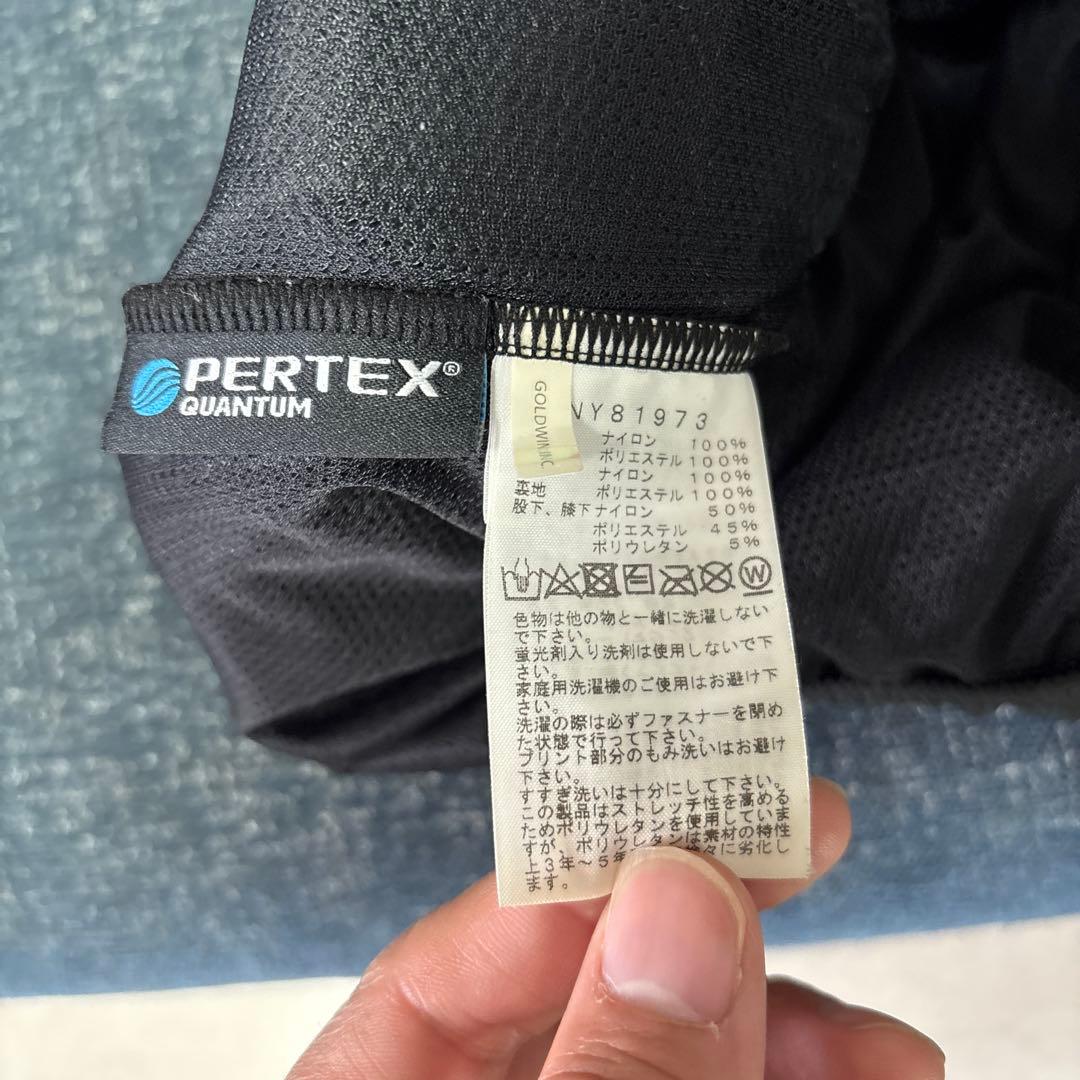 PERTEX®
QUANTUM
GOLDWIN INC
NY81973
ナイロン 100%
ポリエステル 100%
ナイロン 100%
裏地 ポリエステル 100%
股下、膝下ナイロン 50%
ポリエステル 45%
ポリウレタン 5%
W
色物は他の物と一緒に洗濯しない
で下さい。
蛍光剤入り洗剤は使用しないで下
さい。
家庭用洗濯機のご使用はお避け下
さい。
洗濯の際は必ずファスナーを閉め
た状態で行って下さい。
プリント部分のもみ洗いはお避け
下さい。
すすぎ洗いは十分にして下さい。
この製品はストレッチ性を高める
ためポリウレタンを使用していま
すが、ポリウレタンは素材の特性
上3年～5年 々に劣化し
ます。